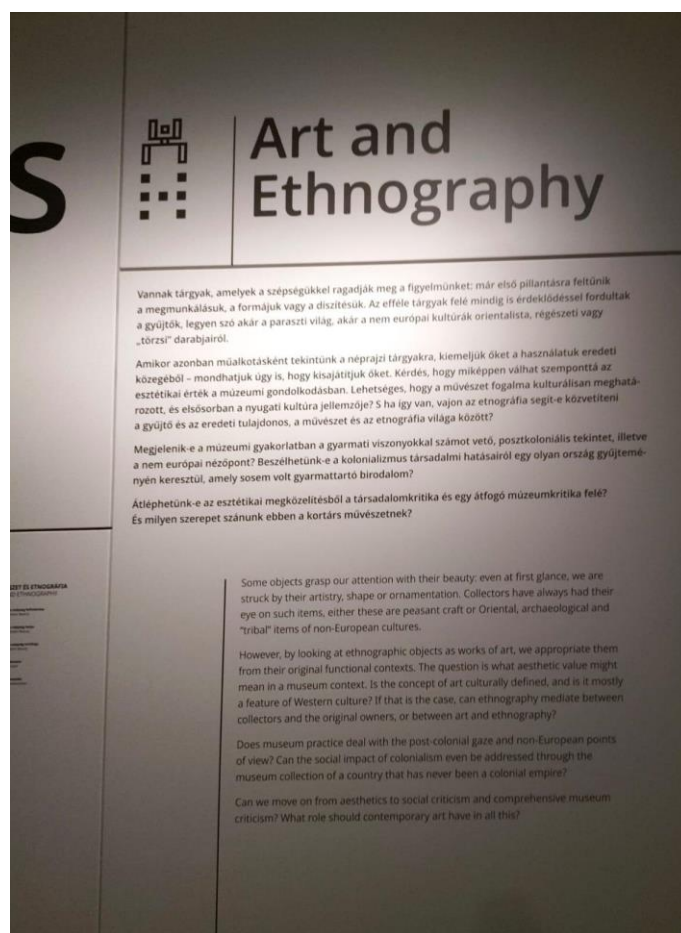 S
Art and
Ethnography
Vannak tárgyak, amelyek a szépségükkel ragadják meg a figyelmünket: már első pillantásra feltűnik
a megmunkálásuk, a formájuk vagy a díszítésük. Az efféle tárgyak felé mindig is érdeklődéssel fordultak
a gyűjtők, legyen szó akár a paraszti világ, akár a nem európai kultúrák orientalista, régészeti vagy
„törzsi” darabjairól.
Amikor azonban műalkotásként tekintünk a néprajzi tárgyakra, kiemeljük őket a használatuk eredeti
közegéből – mondhatjuk úgy is, hogy kisajátítjuk őket. Kérdés, hogy miképpen válhat szemponttá az
esztétikai érték a múzeumi gondolkodásban. Lehetséges, hogy a művészet fogalma kulturálisan meghatá-
rozott, és elsősorban a nyugati kultúra jellemzője? S ha így van, vajon az etnográfia segít-e közvetíteni
a gyűjtő és az eredeti tulajdonos, a művészet és az etnográfia világa között?
Megjelenik-e a múzeumi gyakorlatban a gyarmati viszonyokkal számot vető, posztkoloniális tekintet, illetve
a nem európai nézőpont? Beszélhetünk-e a kolonializmus társadalmi hatásairól egy olyan ország gyűjtemé-
nyén keresztül, amely sosem volt gyarmattartó birodalom?
Átléphetünk-e az esztétikai megközelítésből a társadalomkritika és egy átfogó múzeumkritika felé?
És milyen szerepet szánunk ebben a kortárs művészetnek?
ZET ÉS ETNOGRÁFIA
D ETHNOGRAPHY
Some objects grasp our attention with their beauty: even at first glance, we are
struck by their artistry, shape or ornamentation. Collectors have always had their
eye on such items, either these are peasant craft or Oriental, archaeological and
"tribal" items of non-European cultures.
However, by looking at ethnographic objects as works of art, we appropriate them
from their original functional contexts. The question is what aesthetic value might
mean in a museum context. Is the concept of art culturally defined, and is it mostly
a feature of Western culture? If that is the case, can ethnography mediate between
collectors and the original owners, or between art and ethnography?
Does museum practice deal with the post-colonial gaze and non-European points
of view? Can the social impact of colonialism even be addressed through the
museum collection of a country that has never been a colonial empire?
Can we move on from aesthetics to social criticism and comprehensive museum
criticism? What role should contemporary art have in all this?